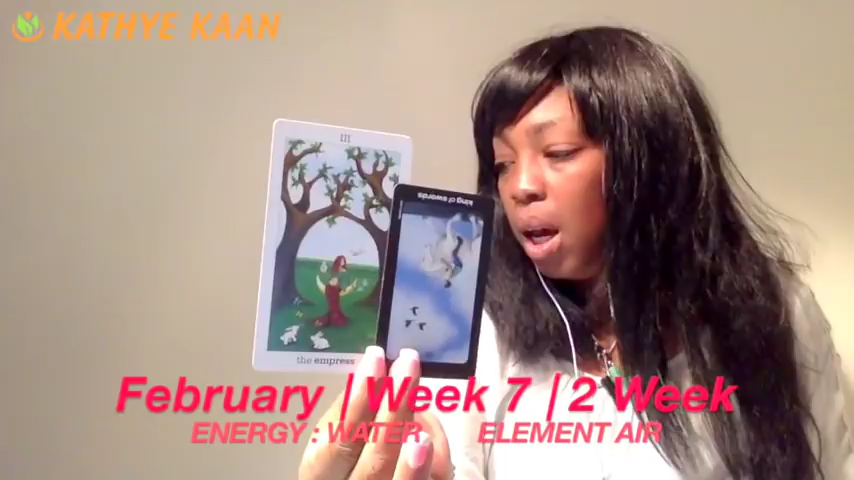 KATHYE KAAN
III
king of swords
the empress
February | Week 7 | 2 Week
ENERGY : WATER ELEMENT AIR